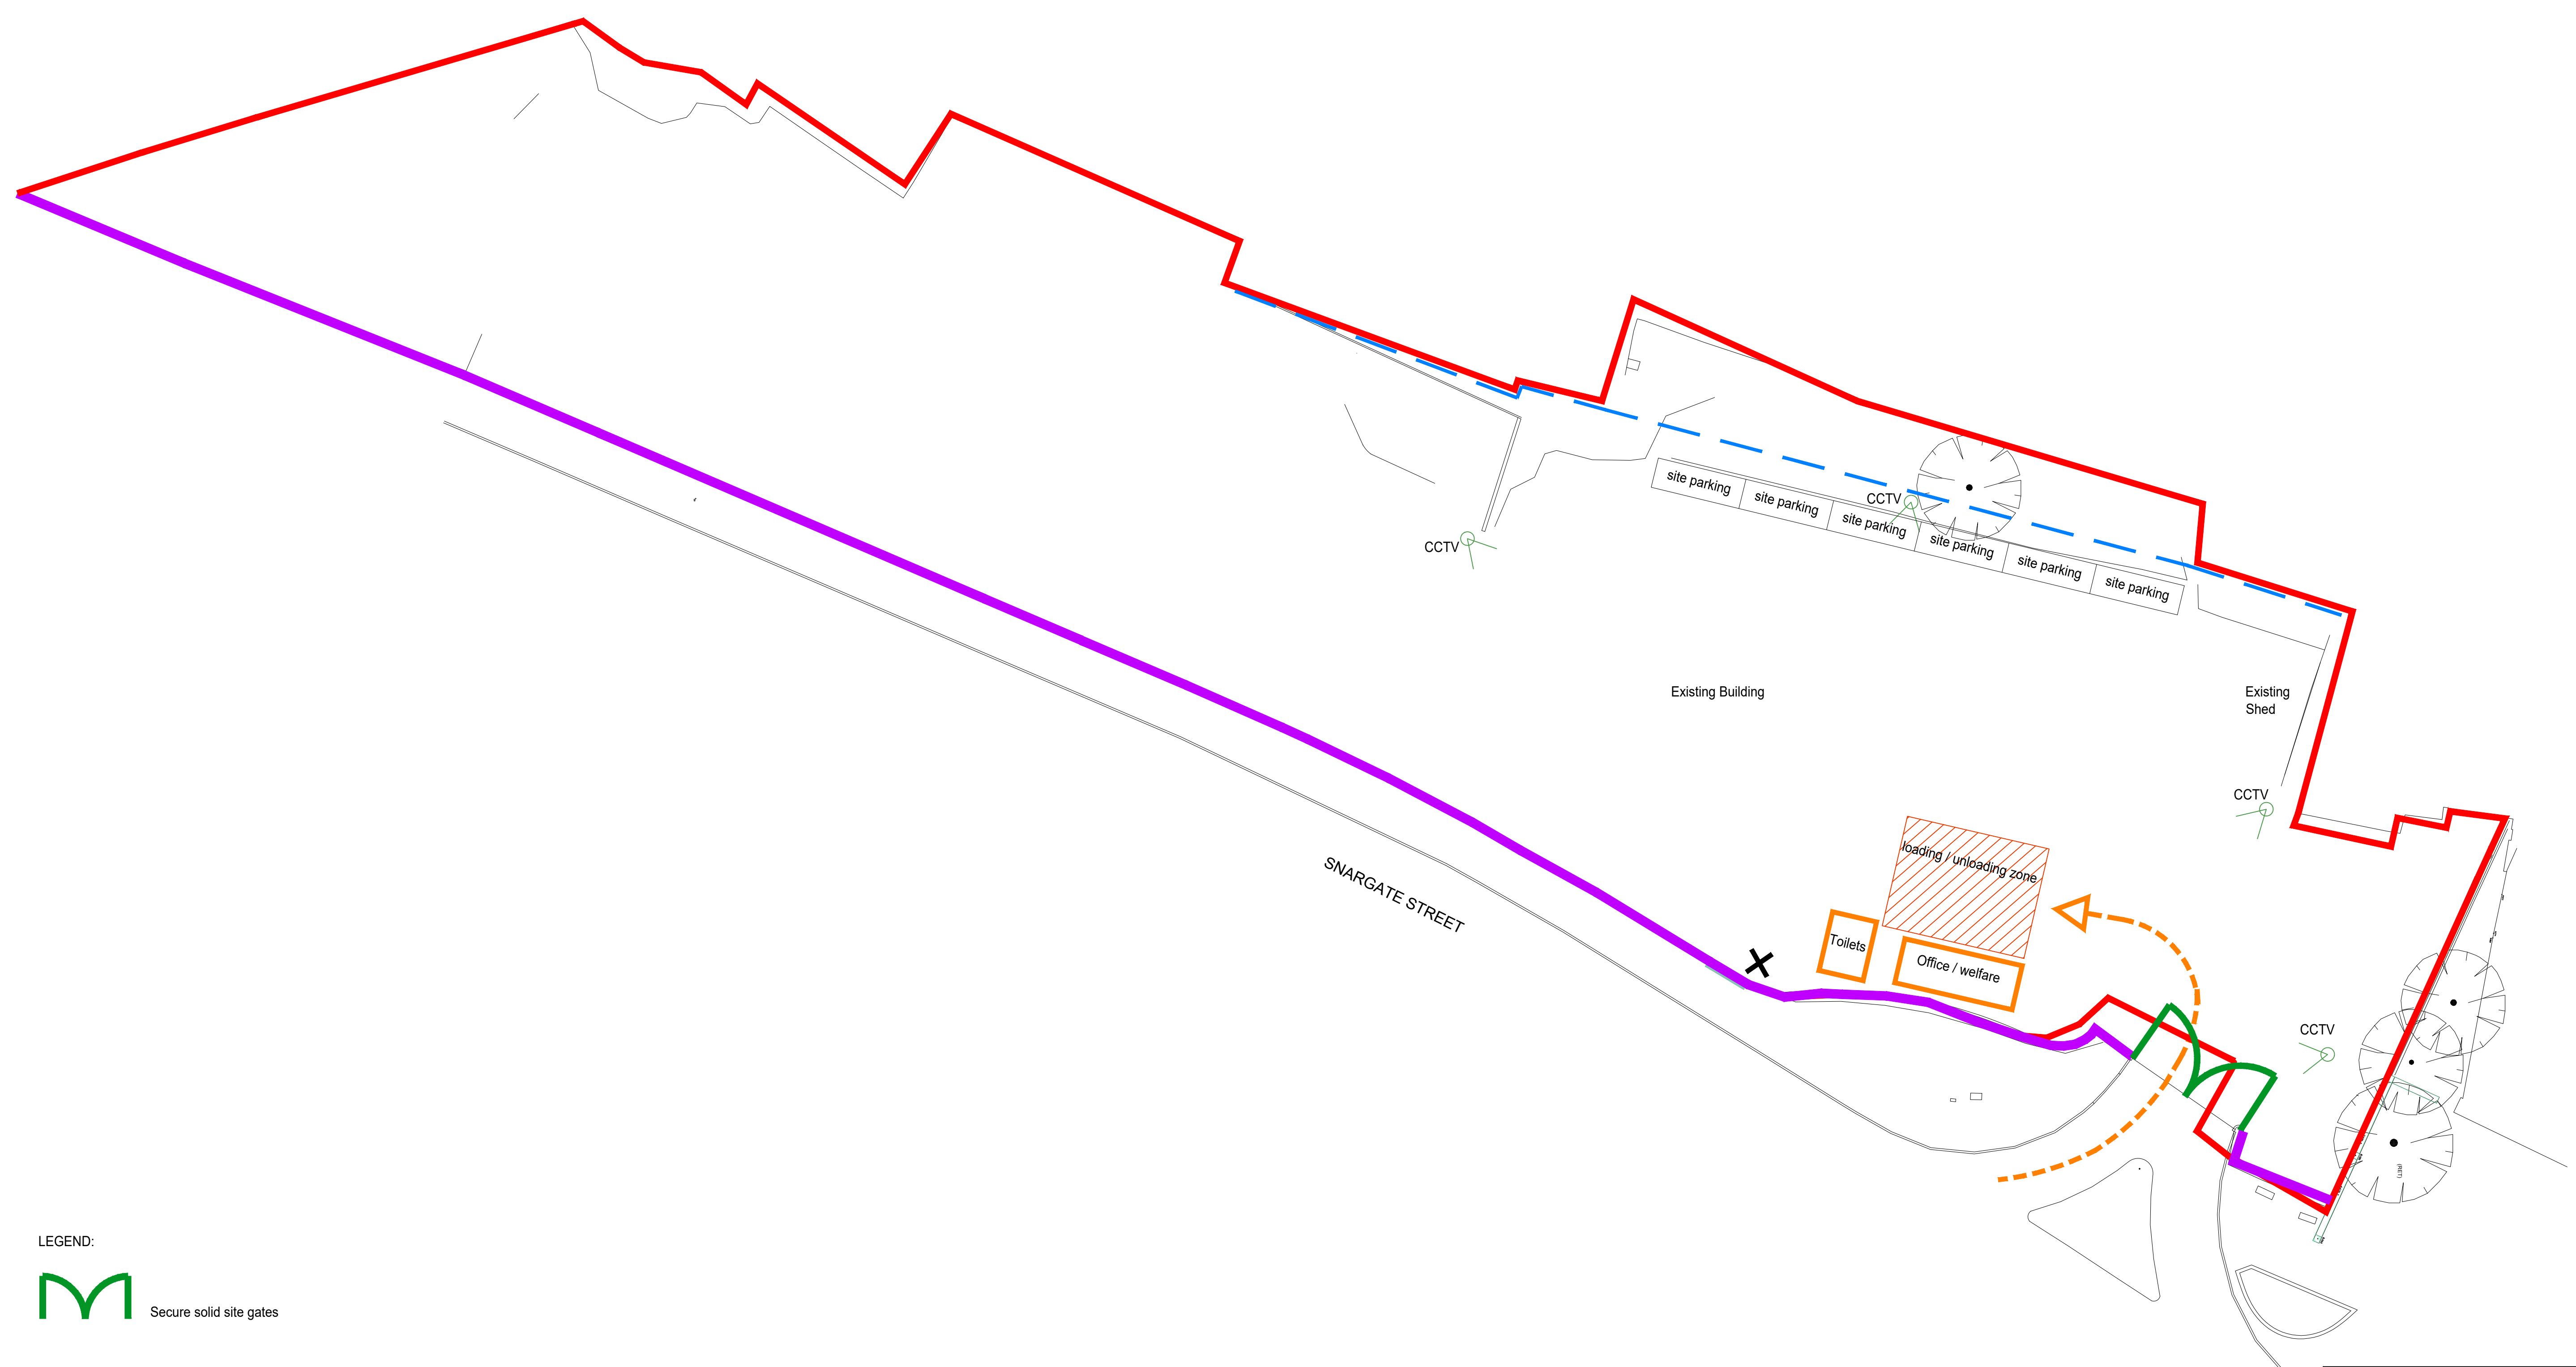 site parking
site parking
CCTV
site parking
site parking
CCTV
site parking
site parking
Existing Building
Existing
Shed
CCTV
loading / unloading zone
SNARGATE STREET
Toilets
Office / welfare
CCTV
(RET)
LEGEND:
Secure solid site gates